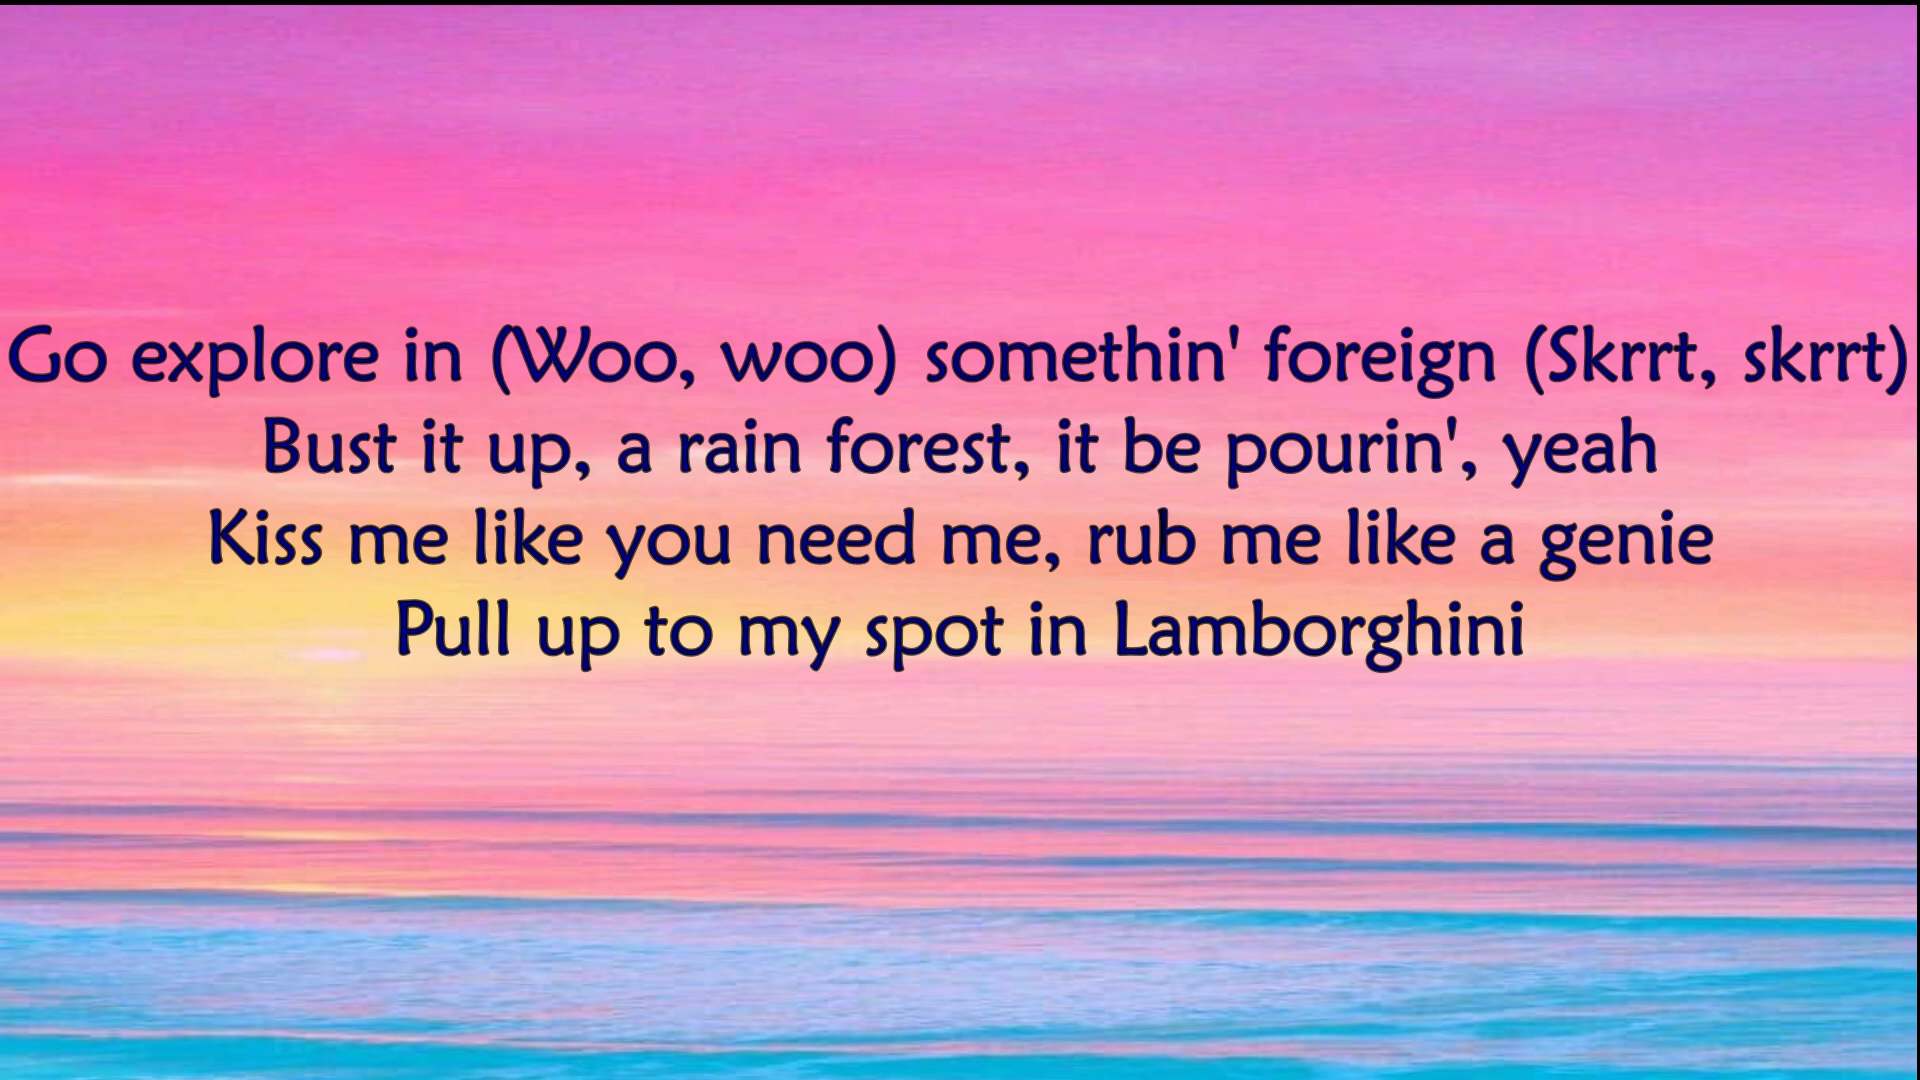 Go explore in (Woo, woo) somethin' foreign (Skrrt, skrrt)
Bust it up, a rain forest, it be pourin', yeah
Kiss me like you need me, rub me like a genie
Pull up to my spot in Lamborghini